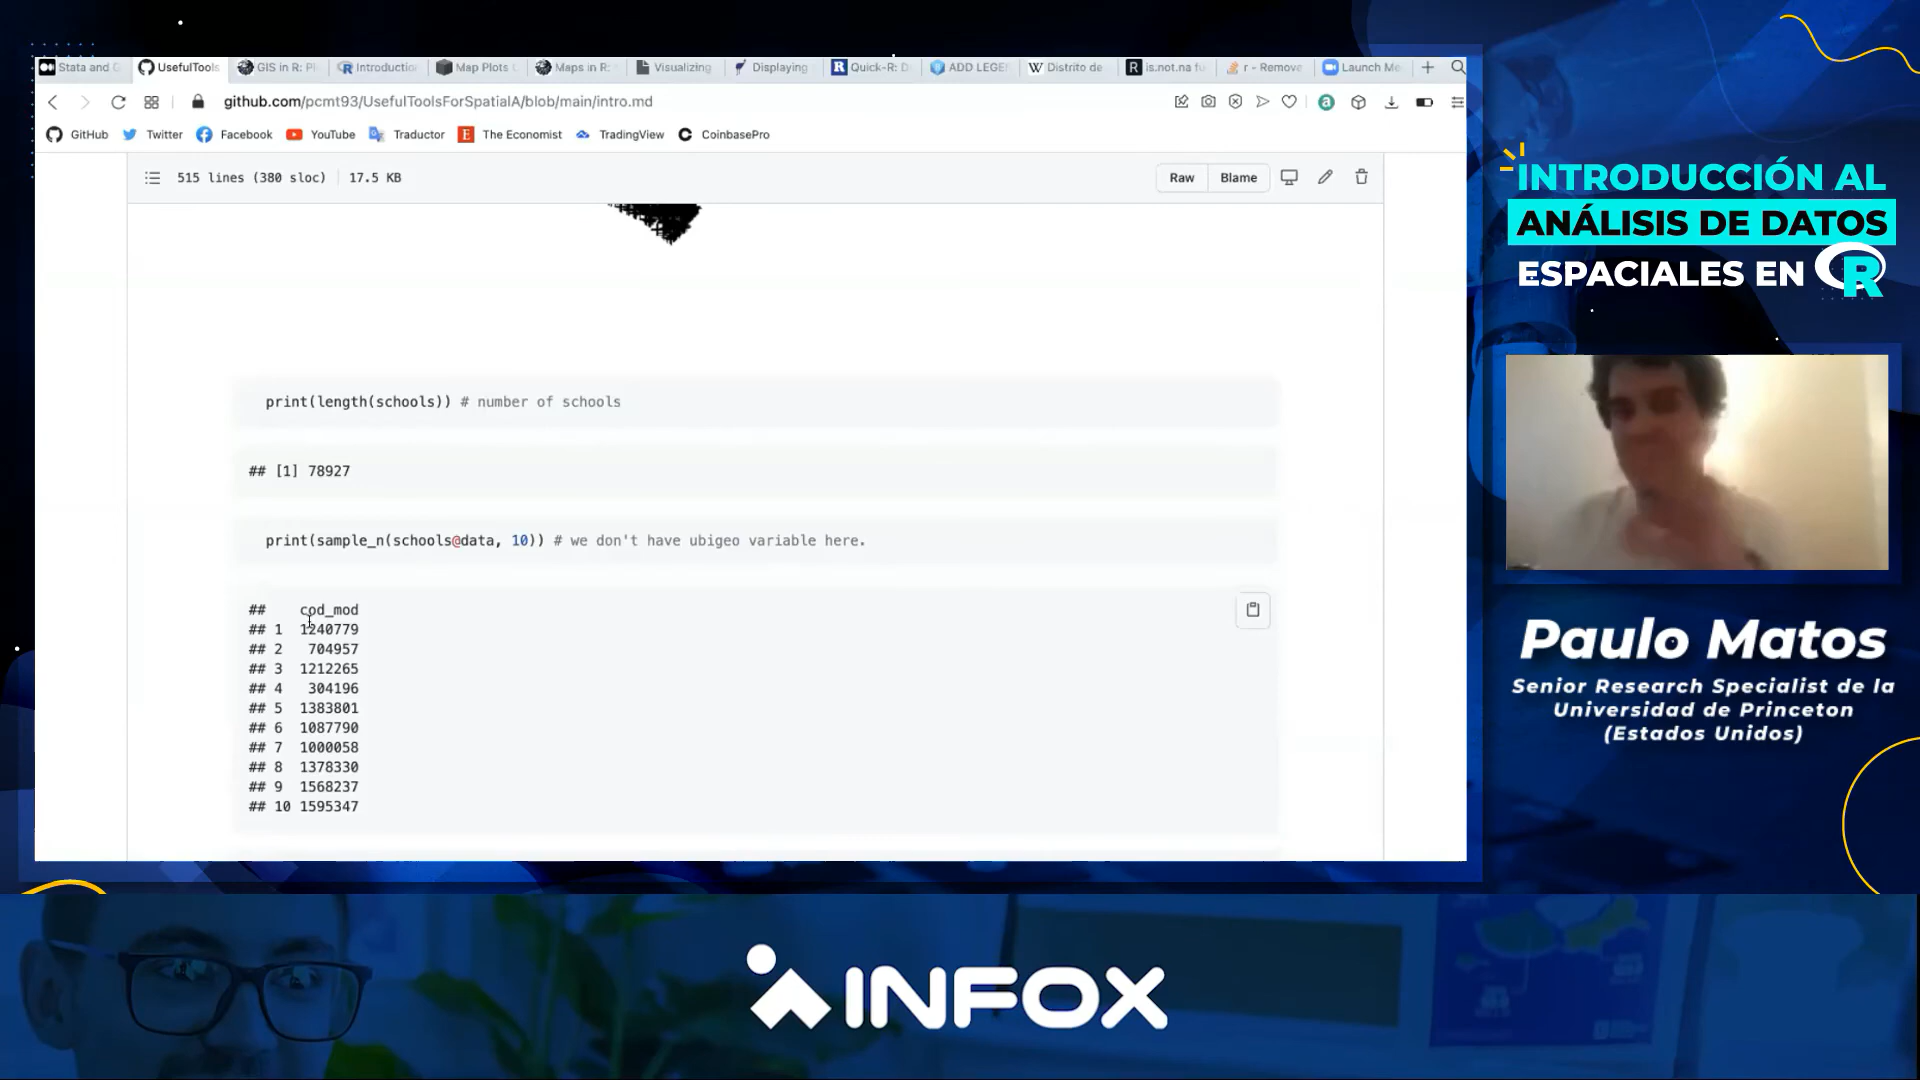 Stata and
UsefulTools
GIS in R:
Introductio
Map Plots
Maps in R:
Visualizing
Displaying
Quick-R:
ADD LEGE
Distrito de
is.not.na fu
r - Remove
Launch Me
github.com/pcmt93/UsefulToolsForSpatialA/blob/main/intro.md
GitHub
Twitter
Facebook
YouTube
Traductor
The Economist
TradingView
CoinbasePro
515 lines (380 sloc)
17.5 KB
Raw
Blame
print(length(schools)) # number of schools
## [1] 78927
print(sample_n(schools@data, 10)) # we don't have ubigeo variable here.
## cod_mod
## 1 1240779
## 2 704957
## 3 1212265
## 4 304196
## 5 1383801
## 6 1087790
## 7 1000058
## 8 1378330
## 9 1568237
## 10 1595347
INTRODUCCIÓN AL
ANÁLISIS DE DATOS
ESPACIALES EN R
Paulo Matos
Senior Research Specialist de la
Universidad de Princeton
(Estados Unidos)
INFOX